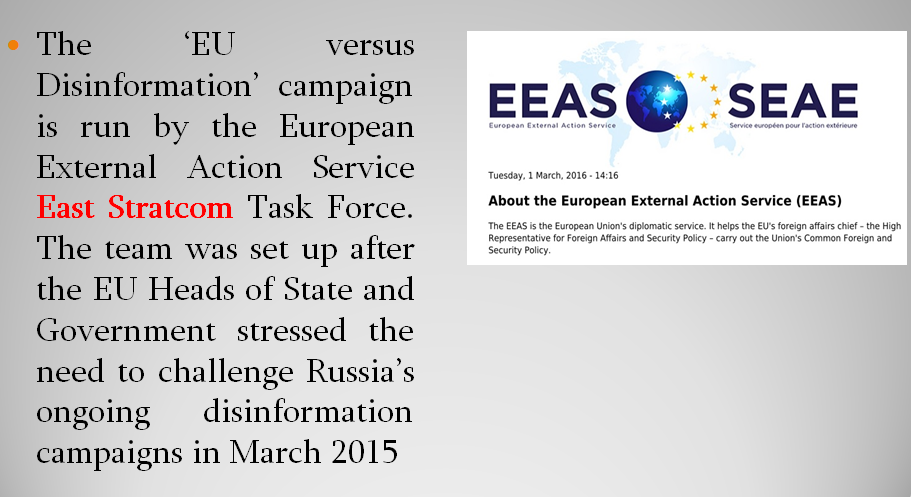 The ‘EU versus
Disinformation’ campaign
is run by the European
External Action Service
East Stratcom Task Force.
The team was set up after
the EU Heads of State and
Government stressed the
need to challenge Russia’s
ongoing disinformation
campaigns in March 2015
EEAS SEAE
European External Action Service Service européen pour l'action extérieure
Tuesday, 1 March, 2016 - 14:16
About the European External Action Service (EEAS)
The EEAS is the European Union's diplomatic service. It helps the EU's foreign affairs chief – the High
Representative for Foreign Affairs and Security Policy – carry out the Union's Common Foreign and
Security Policy.